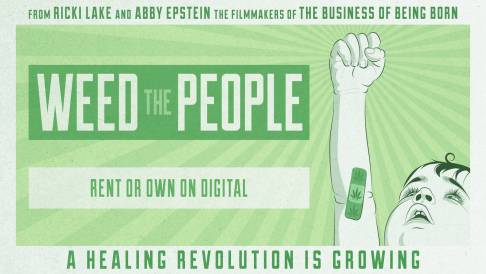 FROM RICKI LAKE AND ABBY EPSTEIN THE FILMMAKERS OF THE BUSINESS OF BEING BORN
WEED THE PEOPLE
RENT OR OWN ON DIGITAL
A HEALING REVOLUTION IS GROWING